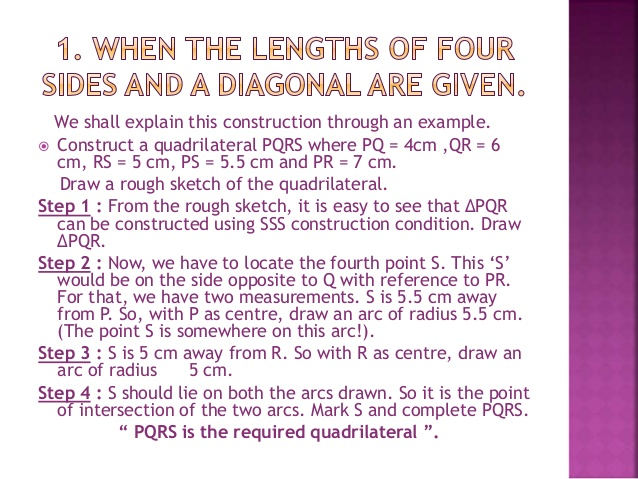 1. WHEN THE LENGTHS OF FOUR
SIDES AND A DIAGONAL ARE GIVEN.
We shall explain this construction through an example.
Construct a quadrilateral PQRS where PQ = 4cm ,QR = 6
cm, RS = 5 cm, PS = 5.5 cm and PR = 7 cm.
Draw a rough sketch of the quadrilateral.
Step 1 : From the rough sketch, it is easy to see that ΔPQR
can be constructed using SSS construction condition. Draw
ΔPQR.
Step 2 : Now, we have to locate the fourth point S. This ‘S’
would be on the side opposite to Q with reference to PR.
For that, we have two measurements. S is 5.5 cm away
from P. So, with P as centre, draw an arc of radius 5.5 cm.
(The point S is somewhere on this arc!).
Step 3 : S is 5 cm away from R. So with R as centre, draw an
arc of radius 5 cm.
Step 4 : S should lie on both the arcs drawn. So it is the point
of intersection of the two arcs. Mark S and complete PQRS.
“ PQRS is the required quadrilateral ”.